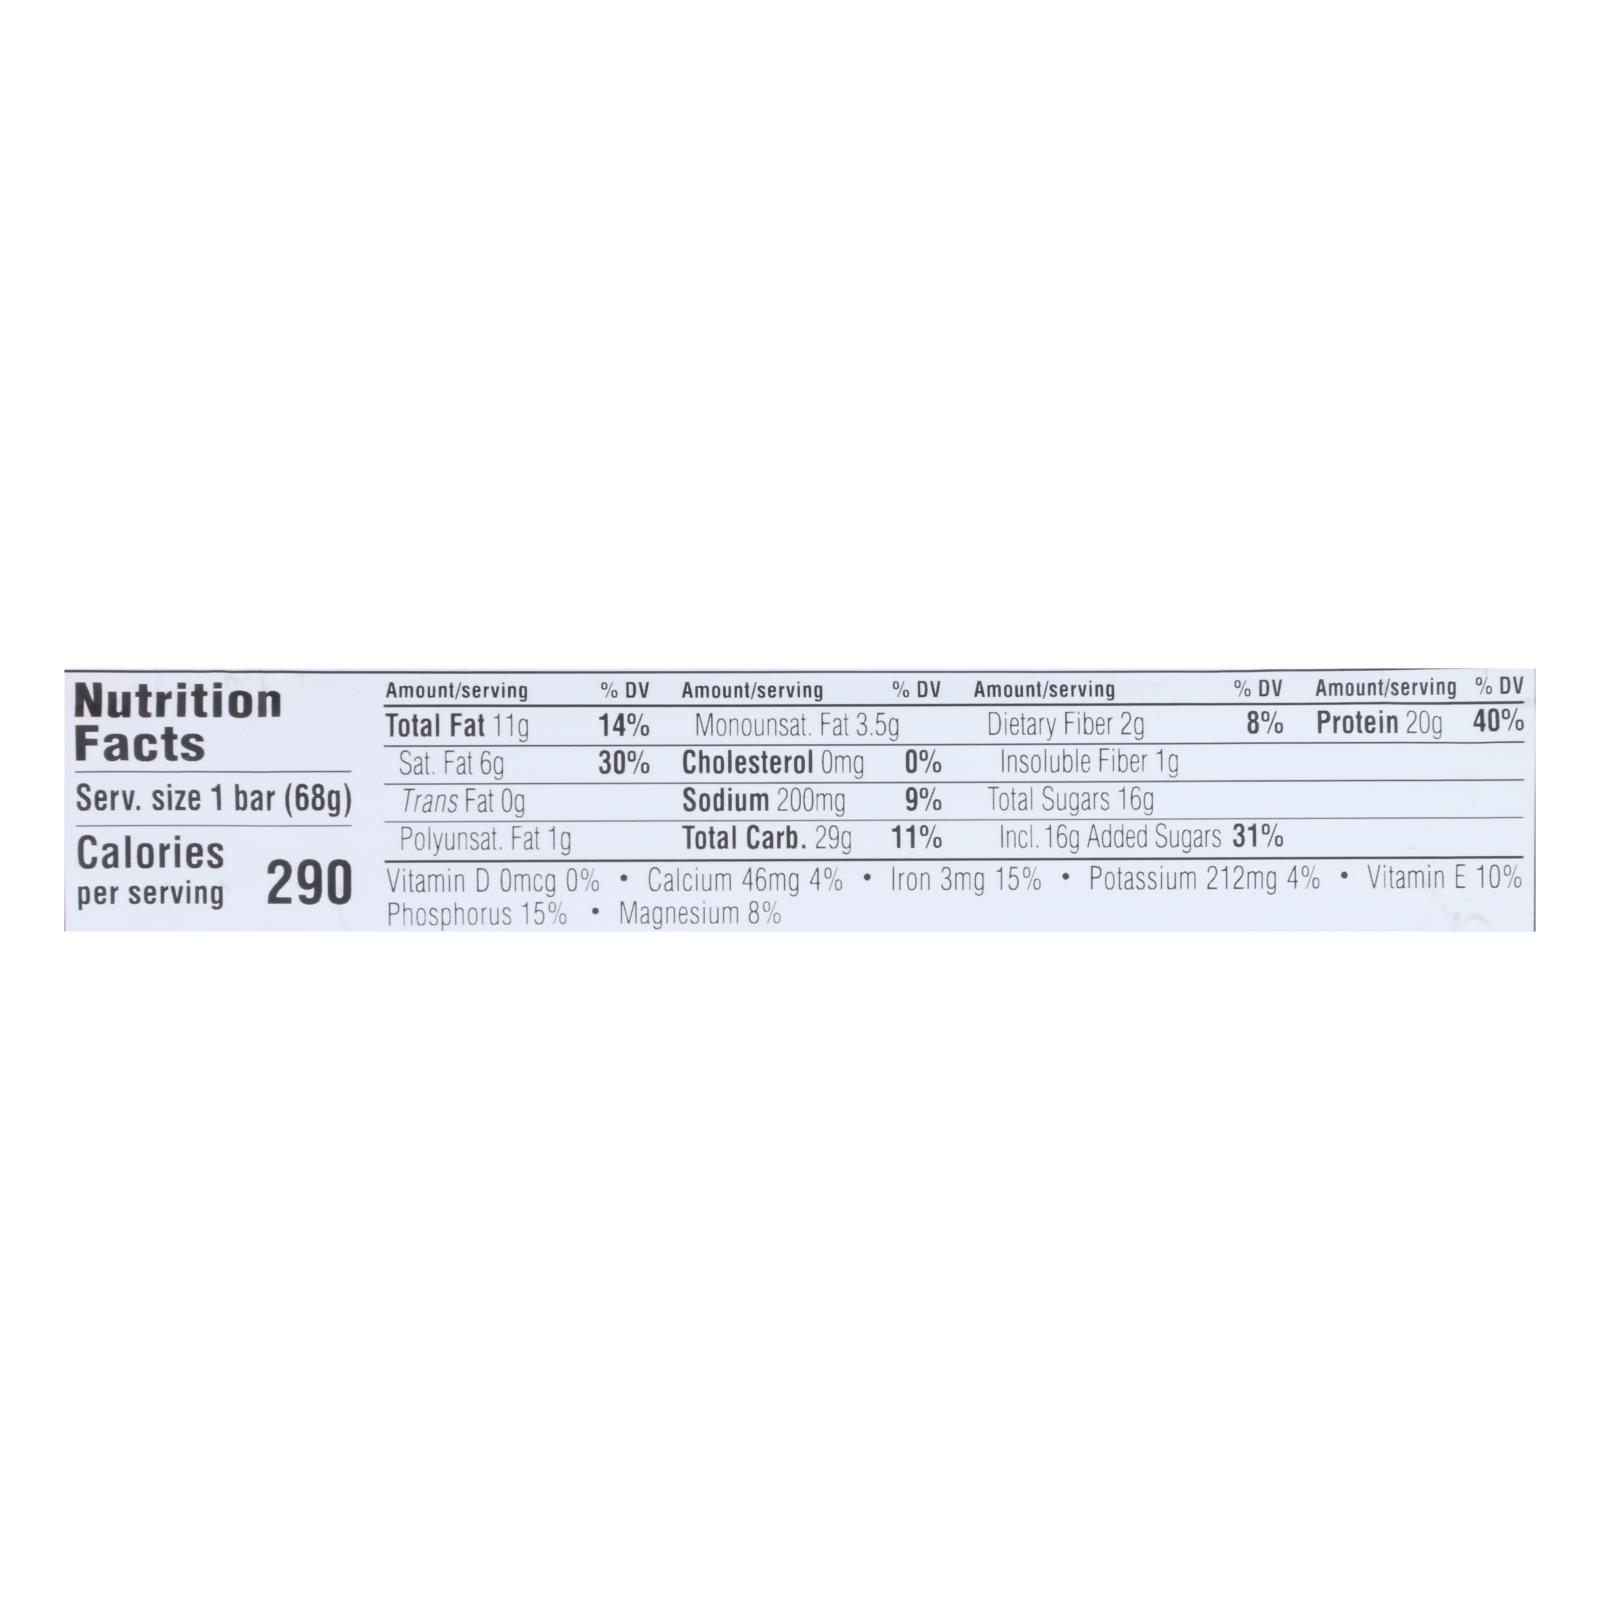 Nutrition
Facts
Serv. size 1 bar (68g)
Calories
per serving 290
Amount/serving % DV Amount/serving % DV Amount/serving % DV Amount/serving % DV
Total Fat 11g 14% Monounsat. Fat 3.5g Dietary Fiber 2g 8% Protein 20g 40%
Sat. Fat 6g 30% Cholesterol 0mg 0% Insoluble Fiber 1g
Trans Fat 0g Sodium 200mg 9% Total Sugars 16g
Polyunsat. Fat 1g Total Carb. 29g 11% Incl. 16g Added Sugars 31%
Vitamin D 0mcg 0% • Calcium 46mg 4% • Iron 3mg 15% • Potassium 212mg 4% • Vitamin E 10%
Phosphorus 15% • Magnesium 8%